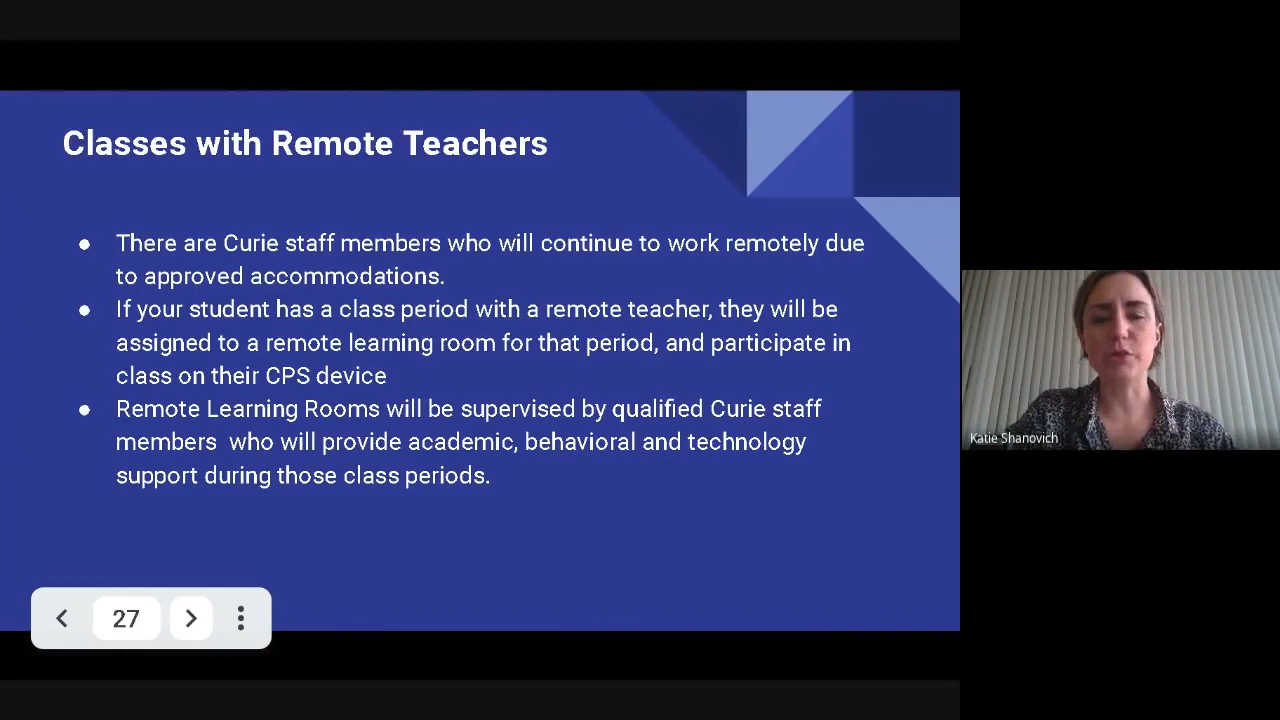 Classes with Remote Teachers
● There are Curie staff members who will continue to work remotely due
to approved accommodations.
● If your student has a class period with a remote teacher, they will be
assigned to a remote learning room for that period, and participate in
class on their CPS device
● Remote Learning Rooms will be supervised by qualified Curie staff
members  who will provide academic, behavioral and technology
support during those class periods.
27
Katie Shanovich